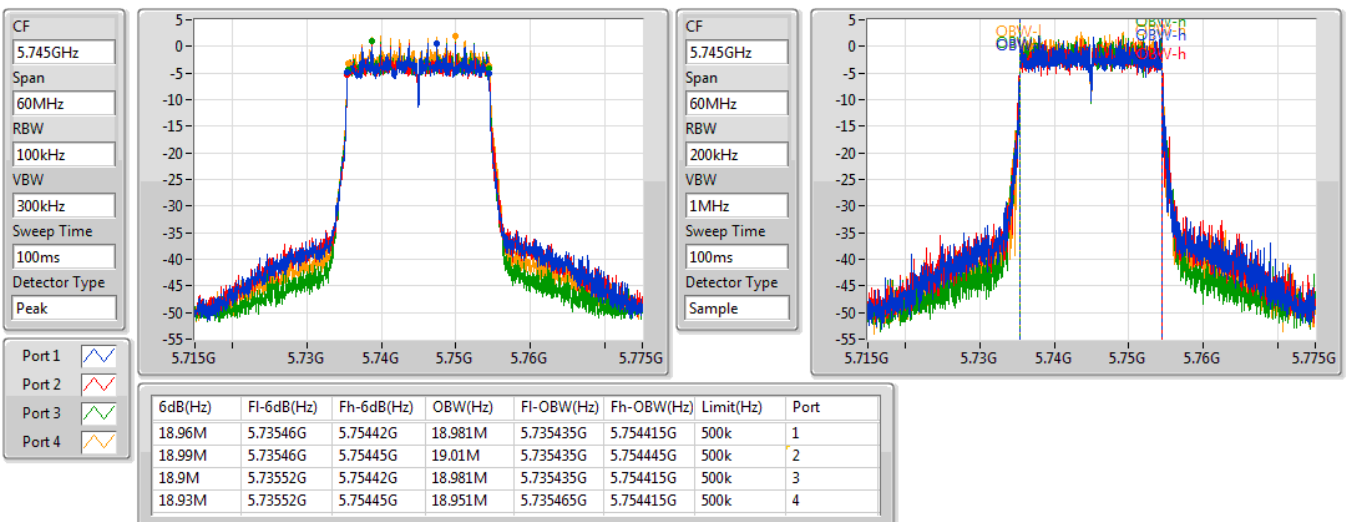 CF
5.745GHz
Span
60MHz
RBW
100kHz
VBW
300kHz
Sweep Time
100ms
Detector Type
Peak
Port 1
Port 2
Port 3
Port 4
5
0
-5
-10
-15
-20
-25
-30
-35
-40
-45
-50
-55
5.715G 5.73G 5.74G 5.75G 5.76G 5.775G
CF
5.745GHz
Span
60MHz
RBW
200kHz
VBW
1MHz
Sweep Time
100ms
Detector Type
Sample
5
0
-5
-10
-15
-20
-25
-30
-35
-40
-45
-50
-55
OBW-l
OBW-h
OBW-h
OBW-h
5.715G 5.73G 5.74G 5.75G 5.76G 5.775G
6dB(Hz) Fl-6dB(Hz) Fh-6dB(Hz) OBW(Hz) Fl-OBW(Hz) Fh-OBW(Hz) Limit(Hz) Port
18.96M 5.73546G 5.75442G 18.981M 5.735435G 5.754415G 500k 1
18.99M 5.73546G 5.75445G 19.01M 5.735435G 5.754445G 500k 2
18.9M 5.73552G 5.75442G 18.981M 5.735435G 5.754415G 500k 3
18.93M 5.73552G 5.75445G 18.951M 5.735465G 5.754415G 500k 4